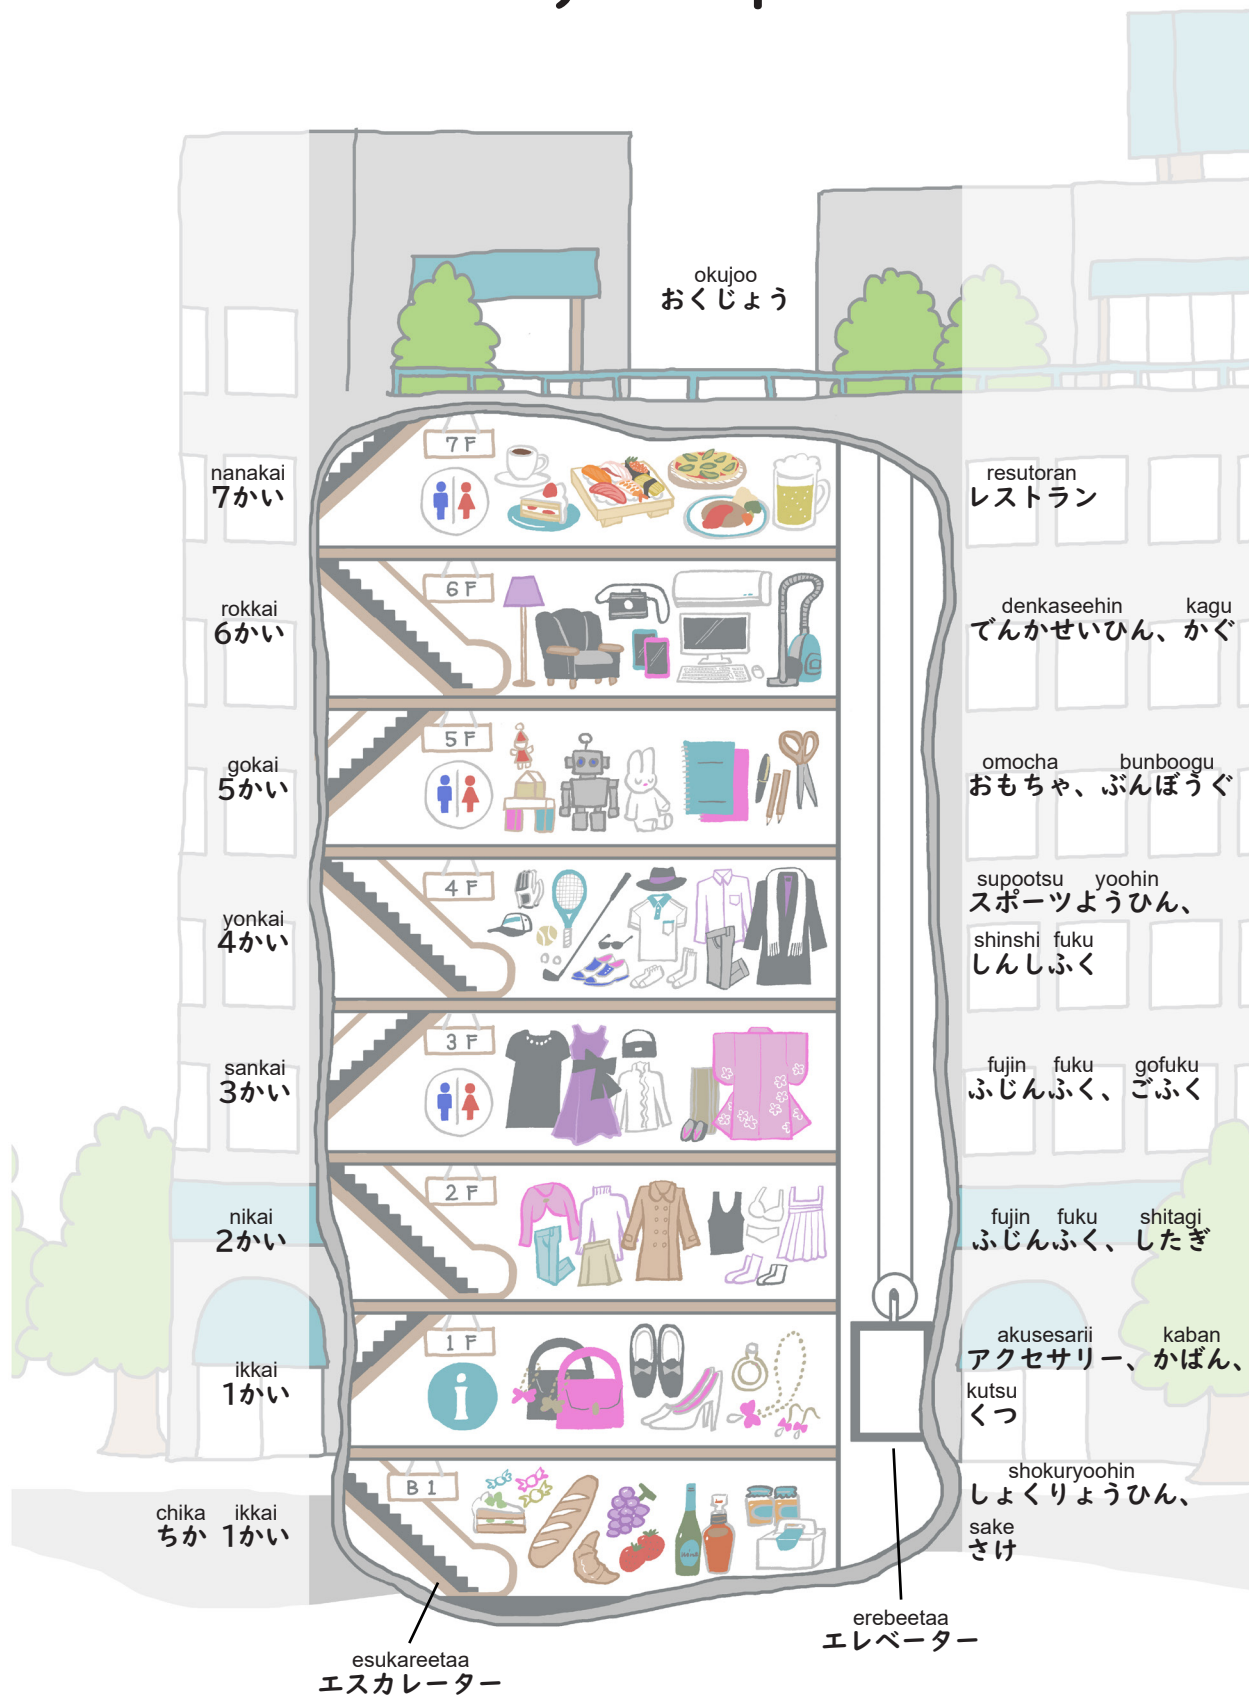 okujoo
おくじょう
7F
nanakai
7かい
resutoran
レストラン
6F
rokkai
6かい
denkaseehin kagu
でんかせいひん、かぐ
5F
gokai
5かい
omocha bunboogu
おもちゃ、ぶんぼうぐ
4F
yonkai
4かい
supootsu yoohin
スポーツようひん、
shinshi fuku
しんしふく
3F
sankai
3かい
fujin fuku gofuku
ふじんふく、ごふく
2F
nikai
2かい
fujin fuku shitagi
ふじんふく、したぎ
1F
i
ikkai
1かい
akusesarii kaban
アクセサリー、かばん、
kutsu
くつ
B1
chika ikkai
ちか 1かい
shokuryoohin
しょくりょうひん、
sake
さけ
erebeetaa
エレベーター
esukareetaa
エスカレーター